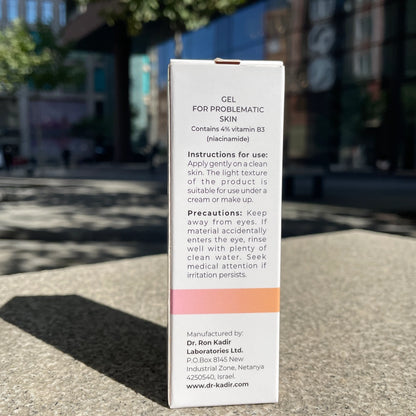 GEL
FOR PROBLEMATIC
SKIN
Contains 4% vitamin B3
(niacinamide)
Instructions for use:
Apply gently on a clean
skin. The light texture
of the product is
suitable for use under a
cream or make up.
Precautions: Keep
away from eyes. If
material accidentally
enters the eye, rinse
well with plenty of
clean water. Seek
medical attention if
irritation persists.
Manufactured by:
Dr. Ron Kadir
Laboratories Ltd.
P.O.Box 8145 New
Industrial Zone, Netanya
4250540, Israel.
www.dr-kadir.com